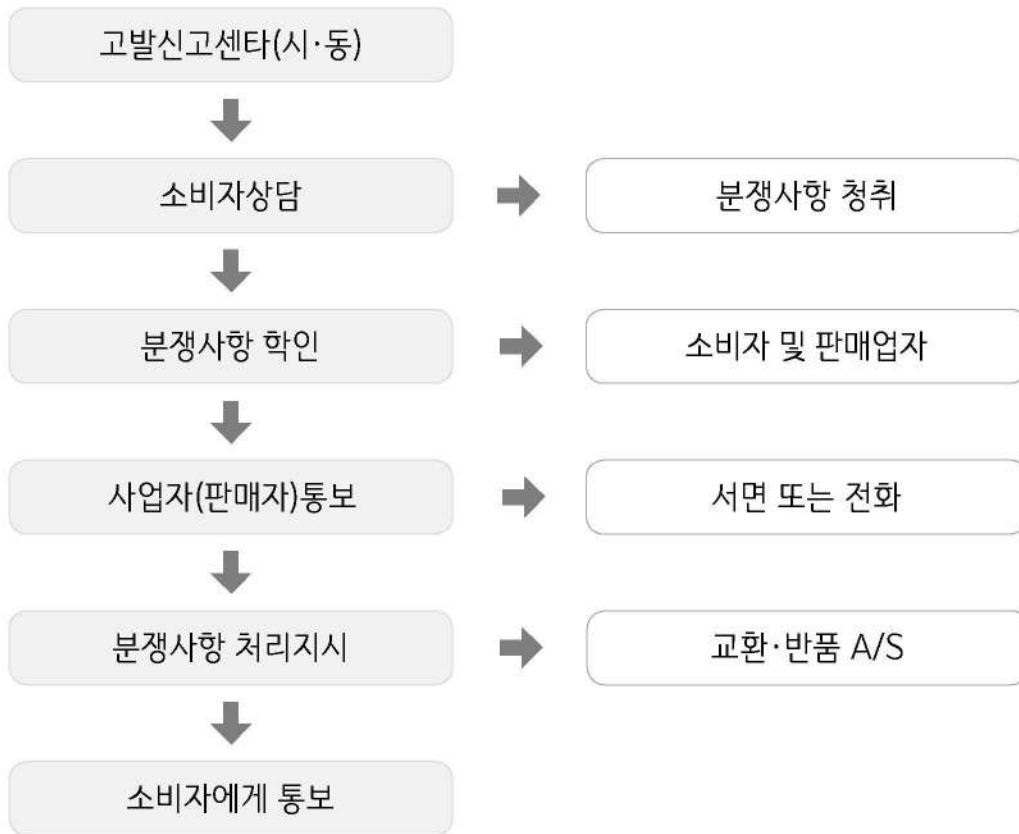 고발신고센타(시·동)
소비자상담
분쟁사항 청취
분쟁사항 학인
소비자 및 판매업자
사업자(판매자)통보
서면 또는 전화
분쟁사항 처리지시
교환·반품 A/S
소비자에게 통보